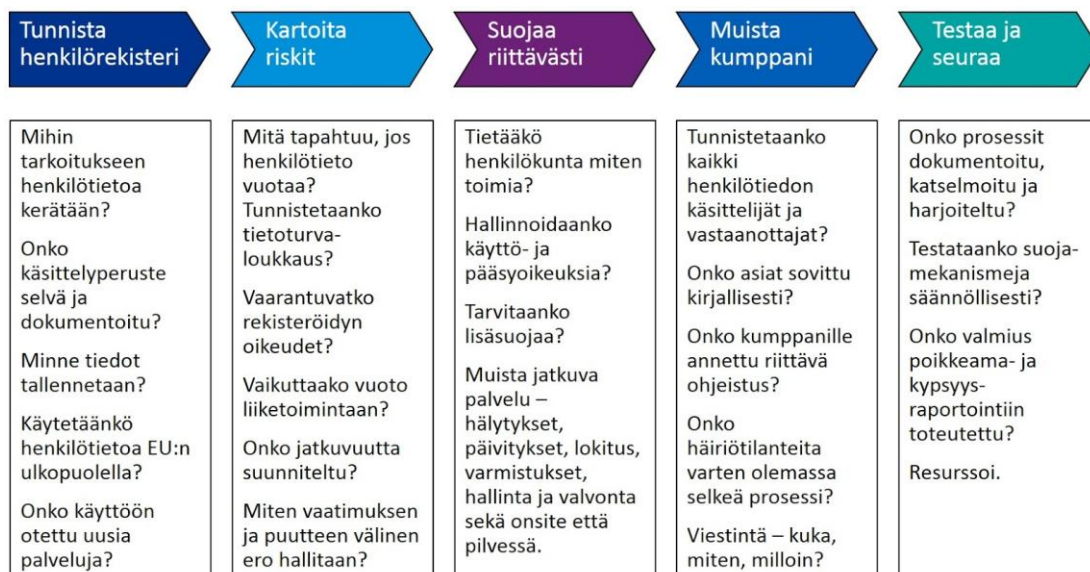 Tunnista
henkilörekisteri
Kartoita
riskit
Suojaa
riittävästi
Muista
kumppani
Testaa ja
seuraa
Mihin
tarkoitukseen
henkilötietoa
kerätään?
Onko
käsittelyperuste
selvä ja
dokumentoitu?
Minne tiedot
tallennetaan?
Käytetäänkö
henkilötietoa EU:n
ulkopuolella?
Onko käyttöön
otettu uusia
palveluja?
Mitä tapahtuu, jos
henkilötieto
vuotaa?
Tunnistetaanko
tietoturva-
loukkaus?
Vaarantuvatko
rekisteröidyn
oikeudet?
Vaikuttaako vuoto
liiketoimintaan?
Onko jatkuvuutta
suunniteltu?
Miten vaatimuksen
ja puutteen välinen
ero hallitaan?
Tietääkö
henkilökunta miten
toimia?
Hallinnoidaanko
käyttö- ja
pääsyoikeuksia?
Tarvitaanko
lisäsuojaa?
Muista jatkuva
palvelu –
hälytykset,
päivitykset, lokitus,
varmistukset,
hallinta ja valvonta
sekä onsite että
pilvessä.
Tunnistetaanko
kaikki
henkilötiedon
käsittelijät ja
vastaanottajat?
Onko asiat sovittu
kirjallisesti?
Onko kumppanille
annettu riittävä
ohjeistus?
Onko
häiriötilanteita
varten olemassa
selkeä prosessi?
Viestintä – kuka,
miten, milloin?
Onko prosessit
dokumentoitu,
katselmoitu ja
harjoiteltu?
Testataanko suoja-
mekanismeja
säännöllisesti?
Onko valmius
poikkeama- ja
kypsyys-
raportointiin
toteutettu?
Resurssoi.